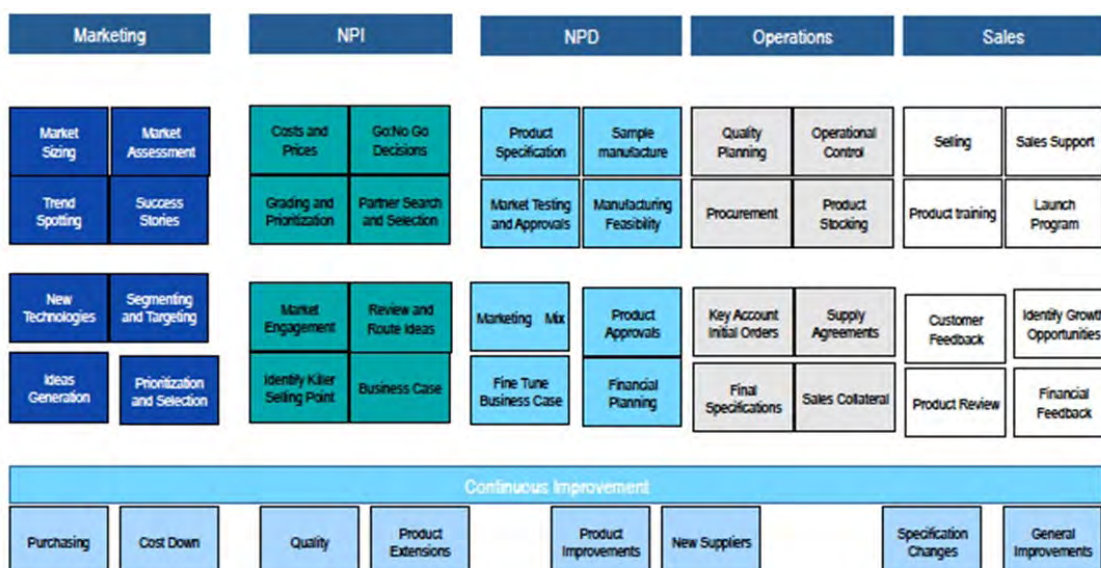 Marketing
NPI
NPD
Operations
Sales
Market
Sizing
Market
Assessment
Costs and
Prices
Go:No Go
Decisions
Product
Specification
Sample
manufacture
Quality
Planning
Operational
Control
Selling
Sales Support
Trend
Spotting
Success
Stories
Grading and
Prioritization
Partner Search
and Selection
Market Testing
and Approvals
Manufacturing
Feasibility
Procurement
Product
Stocking
Product training
Launch
Program
New
Technologies
Segmenting
and Targeting
Market
Engagement
Review and
Route Ideas
Marketing Mix
Product
Approvals
Key Account
Initial Orders
Supply
Agreements
Customer
Feedback
Identify Growth
Opportunities
Ideas
Generation
Prioritization
and Selection
Identify Killer
Selling Point
Business Case
Fine Tune
Business Case
Financial
Planning
Final
Specifications
Sales Collateral
Product Review
Financial
Feedback
Continuous Improvement
Purchasing
Cost Down
Quality
Product
Extensions
Product
Improvements
New Suppliers
Specification
Changes
General
Improvements